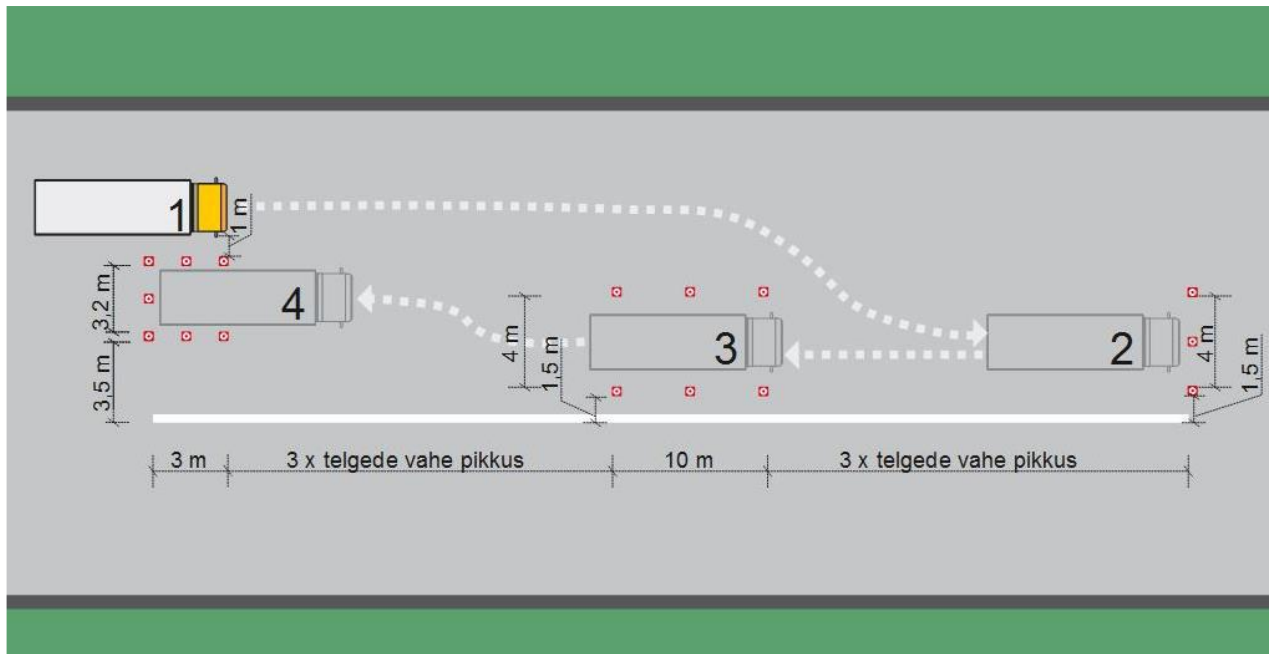 1
1 m
3,2 m
4
3,5 m
3
4 m
1,5 m
2
4 m
1,5 m
3 m
3 x telgede vahe pikkus
10 m
3 x telgede vahe pikkus